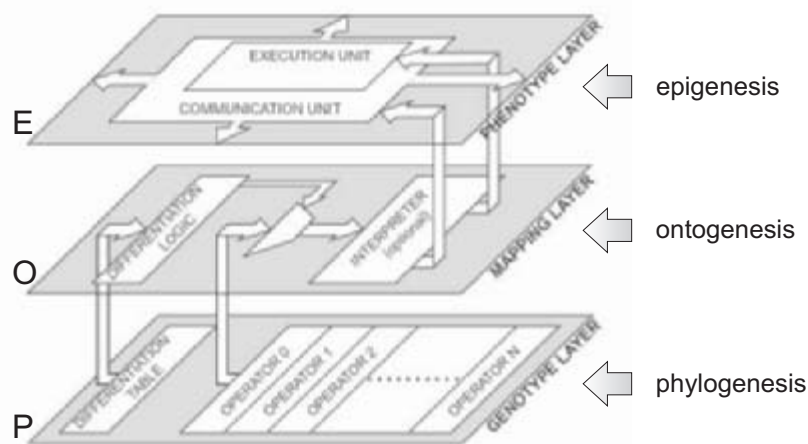 EXECUTION UNIT
COMMUNICATION UNIT
PHENOTYPE LAYER
E
epigenesis
DIFFERENTIATION
LOGIC
INTERPRETER
(optional)
MAPPING LAYER
O
ontogenesis
DIFFERENTIATION
TABLE
OPERATOR 0
OPERATOR 1
OPERATOR 2
OPERATOR N
GENOTYPE LAYER
P
phylogenesis